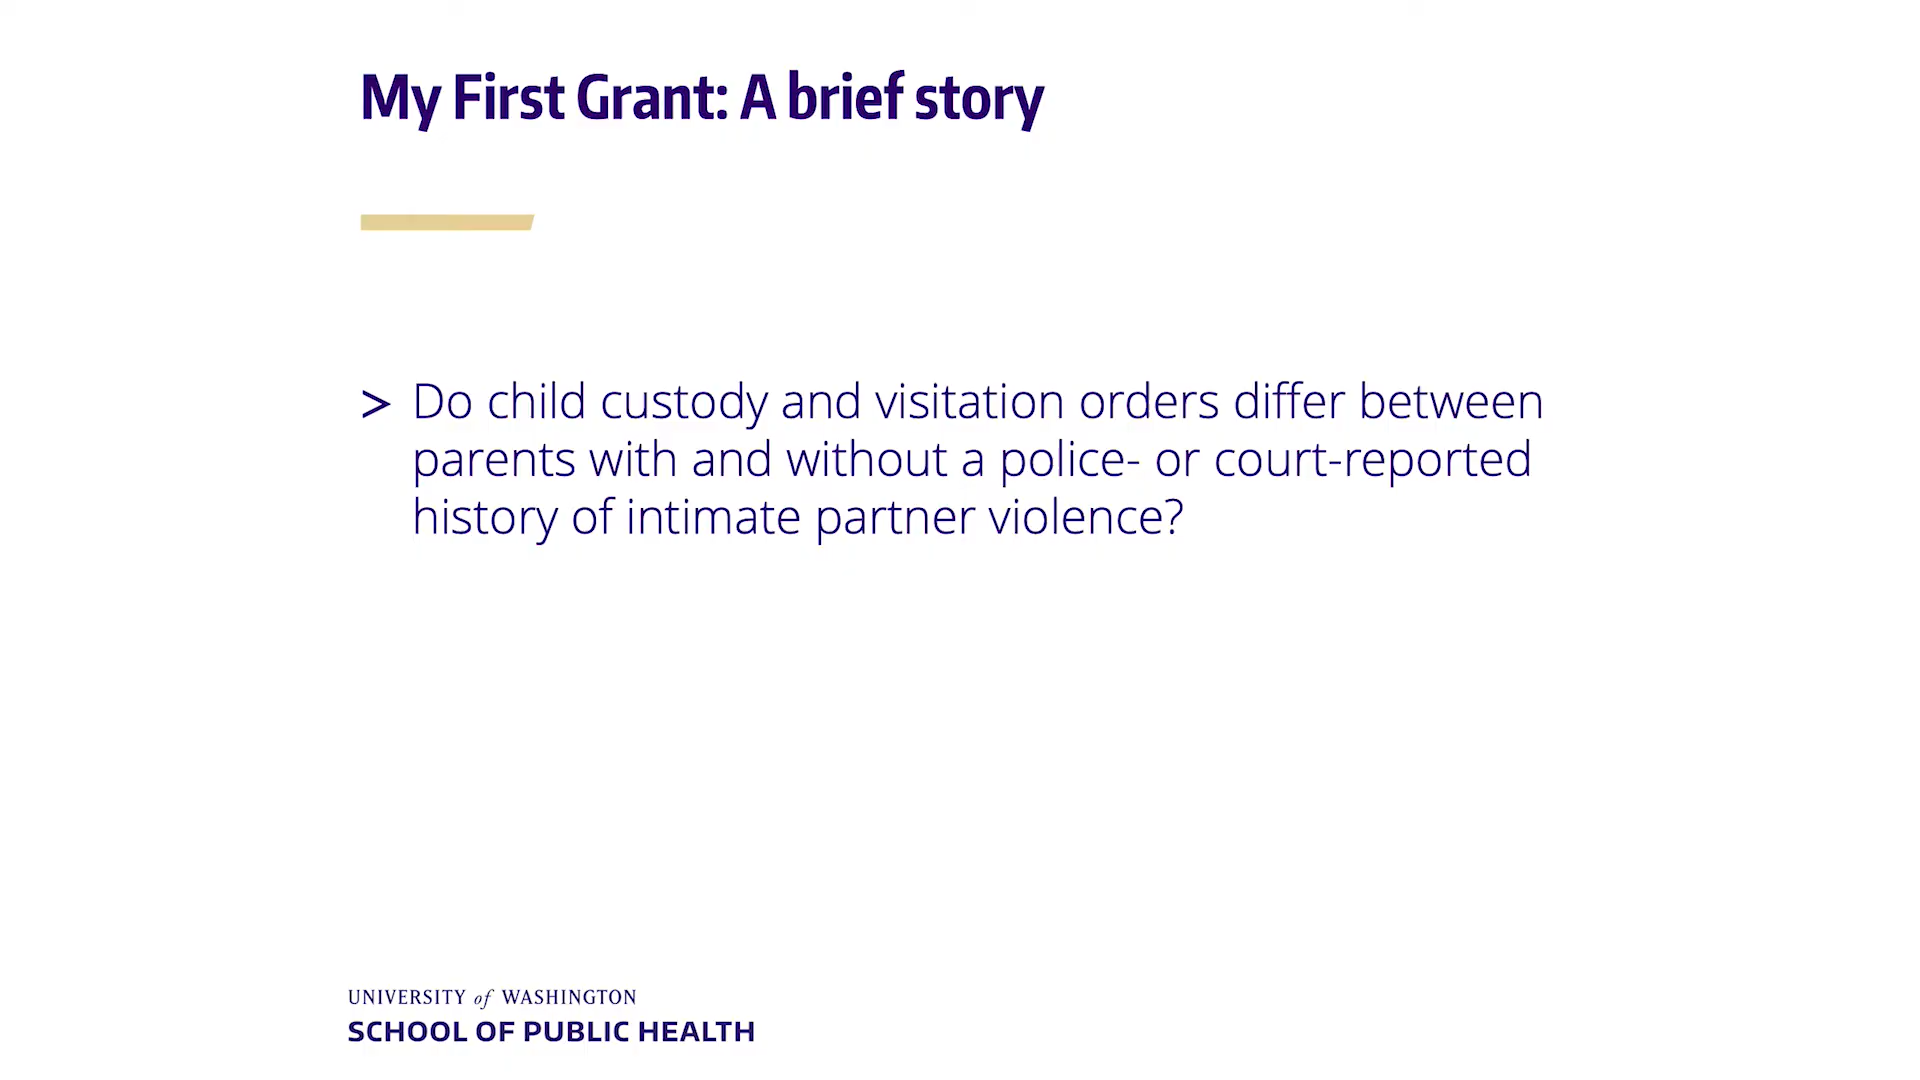 My First Grant: A brief story
> Do child custody and visitation orders differ between
parents with and without a police- or court-reported
history of intimate partner violence?
UNIVERSITY of WASHINGTON
SCHOOL OF PUBLIC HEALTH